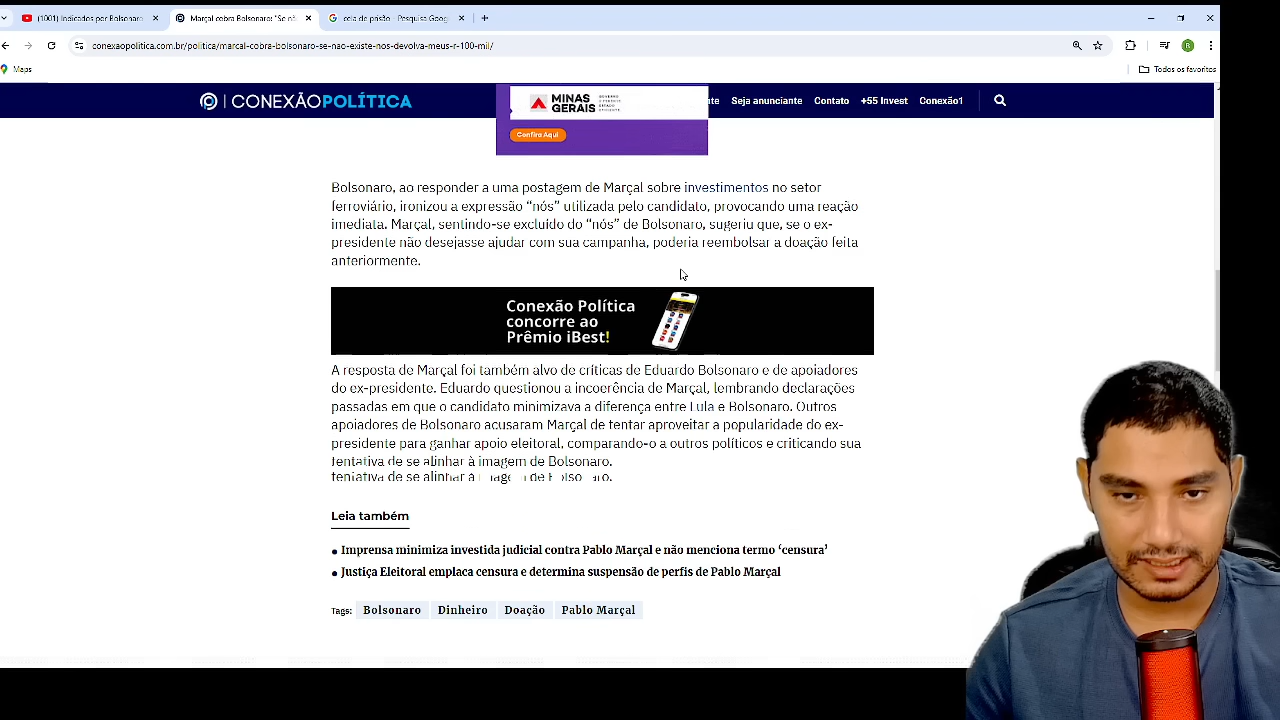 (1001) Indicados por Bolsonaro
Marçal cobra Bolsonaro: "Se nã
cela de prisão - Pesquisa Goog
conexaopolitica.com.br/politica/marcal-cobra-bolsonaro-se-nao-existe-nos-devolva-meus-r-100-mil/
Maps
Todos os favoritos
CONEXÃOPOLÍTICA
MINAS GERAIS
Seja anunciante
Contato
+55 Invest
Conexão1
Confira Aqui
Bolsonaro, ao responder a uma postagem de Marçal sobre investimentos no setor
ferroviário, ironizou a expressão “nós” utilizada pelo candidato, provocando uma reação
imediata. Marçal, sentindo-se excluído do “nós” de Bolsonaro, sugeriu que, se o ex-
presidente não desejasse ajudar com sua campanha, poderia reembolsar a doação feita
anteriormente.
Conexão Política
concorre ao
Prêmio iBest!
A resposta de Marçal foi também alvo de críticas de Eduardo Bolsonaro e de apoiadores
do ex-presidente. Eduardo questionou a incoerência de Marçal, lembrando declarações
passadas em que o candidato minimizava a diferença entre Lula e Bolsonaro. Outros
apoiadores de Bolsonaro acusaram Marçal de tentar aproveitar a popularidade do ex-
presidente para ganhar apoio eleitoral, comparando-o a outros políticos e criticando sua
tentativa de se alinhar à imagem de Bolsonaro.
Leia também
Imprensa minimiza investida judicial contra Pablo Marçal e não menciona termo ‘censura’
Justiça Eleitoral emplaca censura e determina suspensão de perfis de Pablo Marçal
Tags: Bolsonaro Dinheiro Doação Pablo Marçal